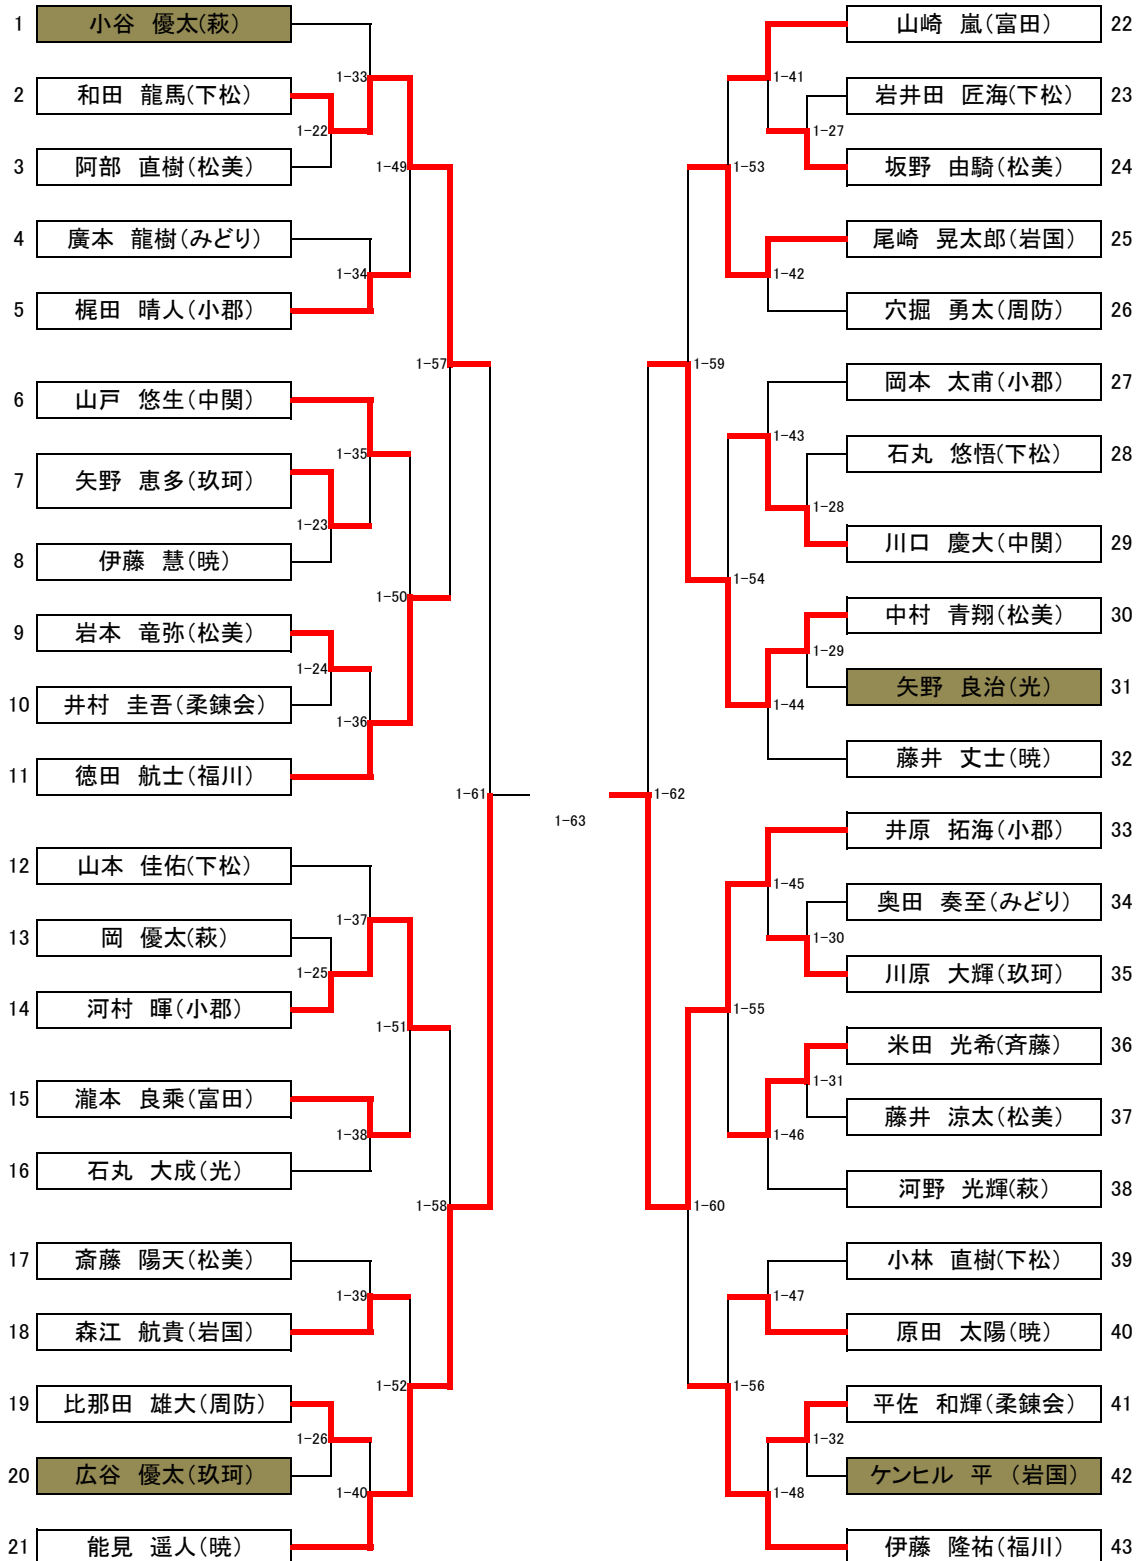 1 小谷 優太(萩)
2 和田 龍馬(下松)
3 阿部 直樹(松美)
4 廣本 龍樹(みどり)
5 梶田 晴人(小郡)
6 山戸 悠生(中関)
7 矢野 恵多(玖珂)
8 伊藤 慧(暁)
9 岩本 竜弥(松美)
10 井村 圭吾(柔錬会)
11 徳田 航士(福川)
12 山本 佳佑(下松)
13 岡 優太(萩)
14 河村 暉(小郡)
15 瀧本 良乗(富田)
16 石丸 大成(光)
17 斎藤 陽天(松美)
18 森江 航貴(岩国)
19 比那田 雄大(周防)
20 広谷 優太(玖珂)
21 能見 遥人(暁)
1-22
1-23
1-24
1-25
1-26
1-33
1-34
1-35
1-36
1-37
1-38
1-39
1-40
1-49
1-50
1-51
1-52
1-57
1-58
1-61
1-63
1-62
1-59
1-60
1-53
1-54
1-55
1-56
1-41
1-42
1-43
1-44
1-45
1-46
1-47
1-48
1-27
1-28
1-29
1-30
1-31
1-32
山崎 嵐(富田) 22
岩井田 匠海(下松) 23
坂野 由騎(松美) 24
尾崎 晃太郎(岩国) 25
穴掘 勇太(周防) 26
岡本 太甫(小郡) 27
石丸 悠悟(下松) 28
川口 慶大(中関) 29
中村 青翔(松美) 30
矢野 良治(光) 31
藤井 丈士(暁) 32
井原 拓海(小郡) 33
奥田 奏至(みどり) 34
川原 大輝(玖珂) 35
米田 光希(斉藤) 36
藤井 涼太(松美) 37
河野 光輝(萩) 38
小林 直樹(下松) 39
原田 太陽(暁) 40
平佐 和輝(柔錬会) 41
ケンヒル 平 (岩国) 42
伊藤 隆祐(福川) 43